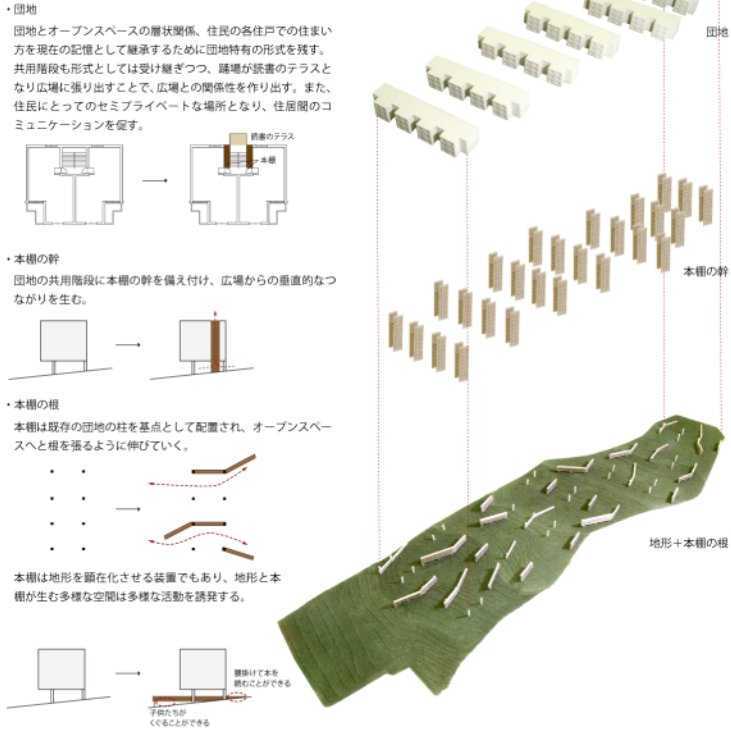 ・団地
団地とオープンスペースの層状関係、住民の各住戸での住まい
方を現在の記憶として継承するために団地特有の形式を残す。
共用階段も形式としては受け継ぎつつ、踊場が読書のテラスと
なり広場に張り出すことで、広場との関係性を作り出す。また、
住民にとってのセミプライベートな場所となり、住居間のコ
ミュニケーションを促す。
読書のテラス
本棚
・本棚の幹
団地の共用階段に本棚の幹を備え付け、広場からの垂直的なつ
ながりを生む。
・本棚の根
本棚は既存の団地の柱を基点として配置され、オープンスペー
スへと根を張るように伸びていく。
本棚は地形を顕在化させる装置でもあり、地形と本
棚が生む多様な空間は多様な活動を誘発する。
腰掛けて本を
読むことができる
子供たちが
くぐることができる
団地
本棚の幹
地形＋本棚の根